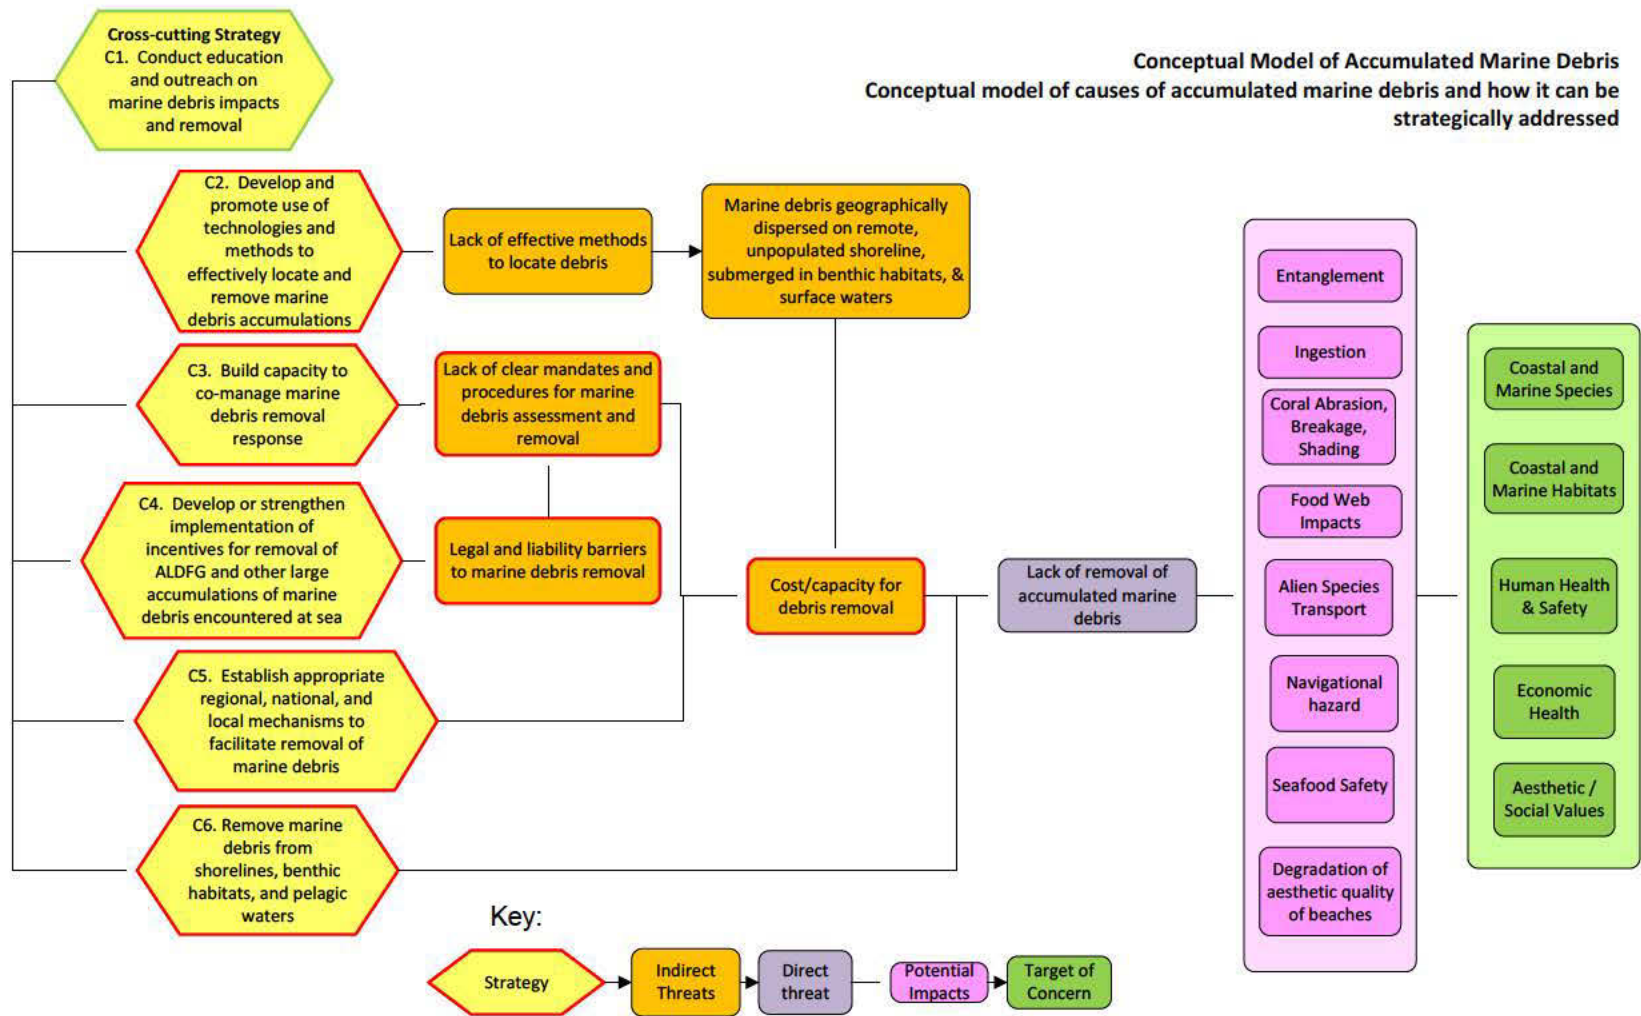 Cross-cutting Strategy
C1. Conduct education
and outreach on
marine debris impacts
and removal
Conceptual Model of Accumulated Marine Debris
Conceptual model of causes of accumulated marine debris and how it can be
strategically addressed
C2. Develop and
promote use of
technologies and
methods to
effectively locate and
remove marine
debris accumulations
Lack of effective methods
to locate debris
Marine debris geographically
dispersed on remote,
unpopulated shoreline,
submerged in benthic habitats, &
surface waters
C3. Build capacity to
co-manage marine
debris removal
response
Lack of clear mandates and
procedures for marine
debris assessment and
removal
C4. Develop or strengthen
implementation of
incentives for removal of
ALDFG and other large
accumulations of marine
debris encountered at sea
Legal and liability barriers
to marine debris removal
Cost/capacity for
debris removal
Lack of removal of
accumulated marine
debris
C5. Establish appropriate
regional, national, and
local mechanisms to
facilitate removal of
marine debris
C6. Remove marine
debris from
shorelines, benthic
habitats, and pelagic
waters
Entanglement
Ingestion
Coral Abrasion,
Breakage,
Shading
Food Web
Impacts
Alien Species
Transport
Navigational
hazard
Seafood Safety
Degradation of
aesthetic quality
of beaches
Coastal and
Marine Species
Coastal and
Marine Habitats
Human Health
& Safety
Economic
Health
Aesthetic /
Social Values
Key:
Strategy
Indirect
Threats
Direct
threat
Potential
Impacts
Target of
Concern